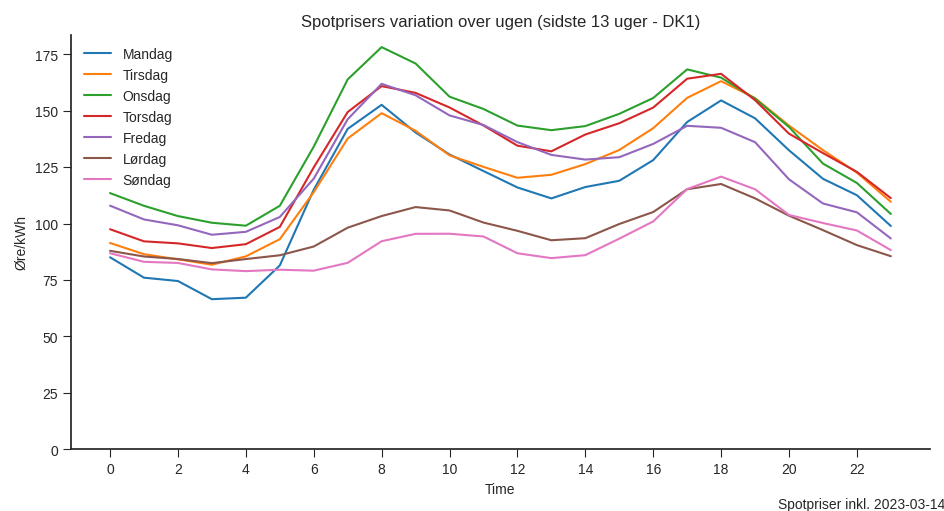 Spotprisers variation over ugen (sidste 13 uger - DK1)
Mandag
Tirsdag
Onsdag
Torsdag
Fredag
Lørdag
Søndag
Øre/kWh
175
150
125
100
75
50
25
0
0 2 4 6 8 10 12 14 16 18 20 22
Time
Spotpriser inkl. 2023-03-14